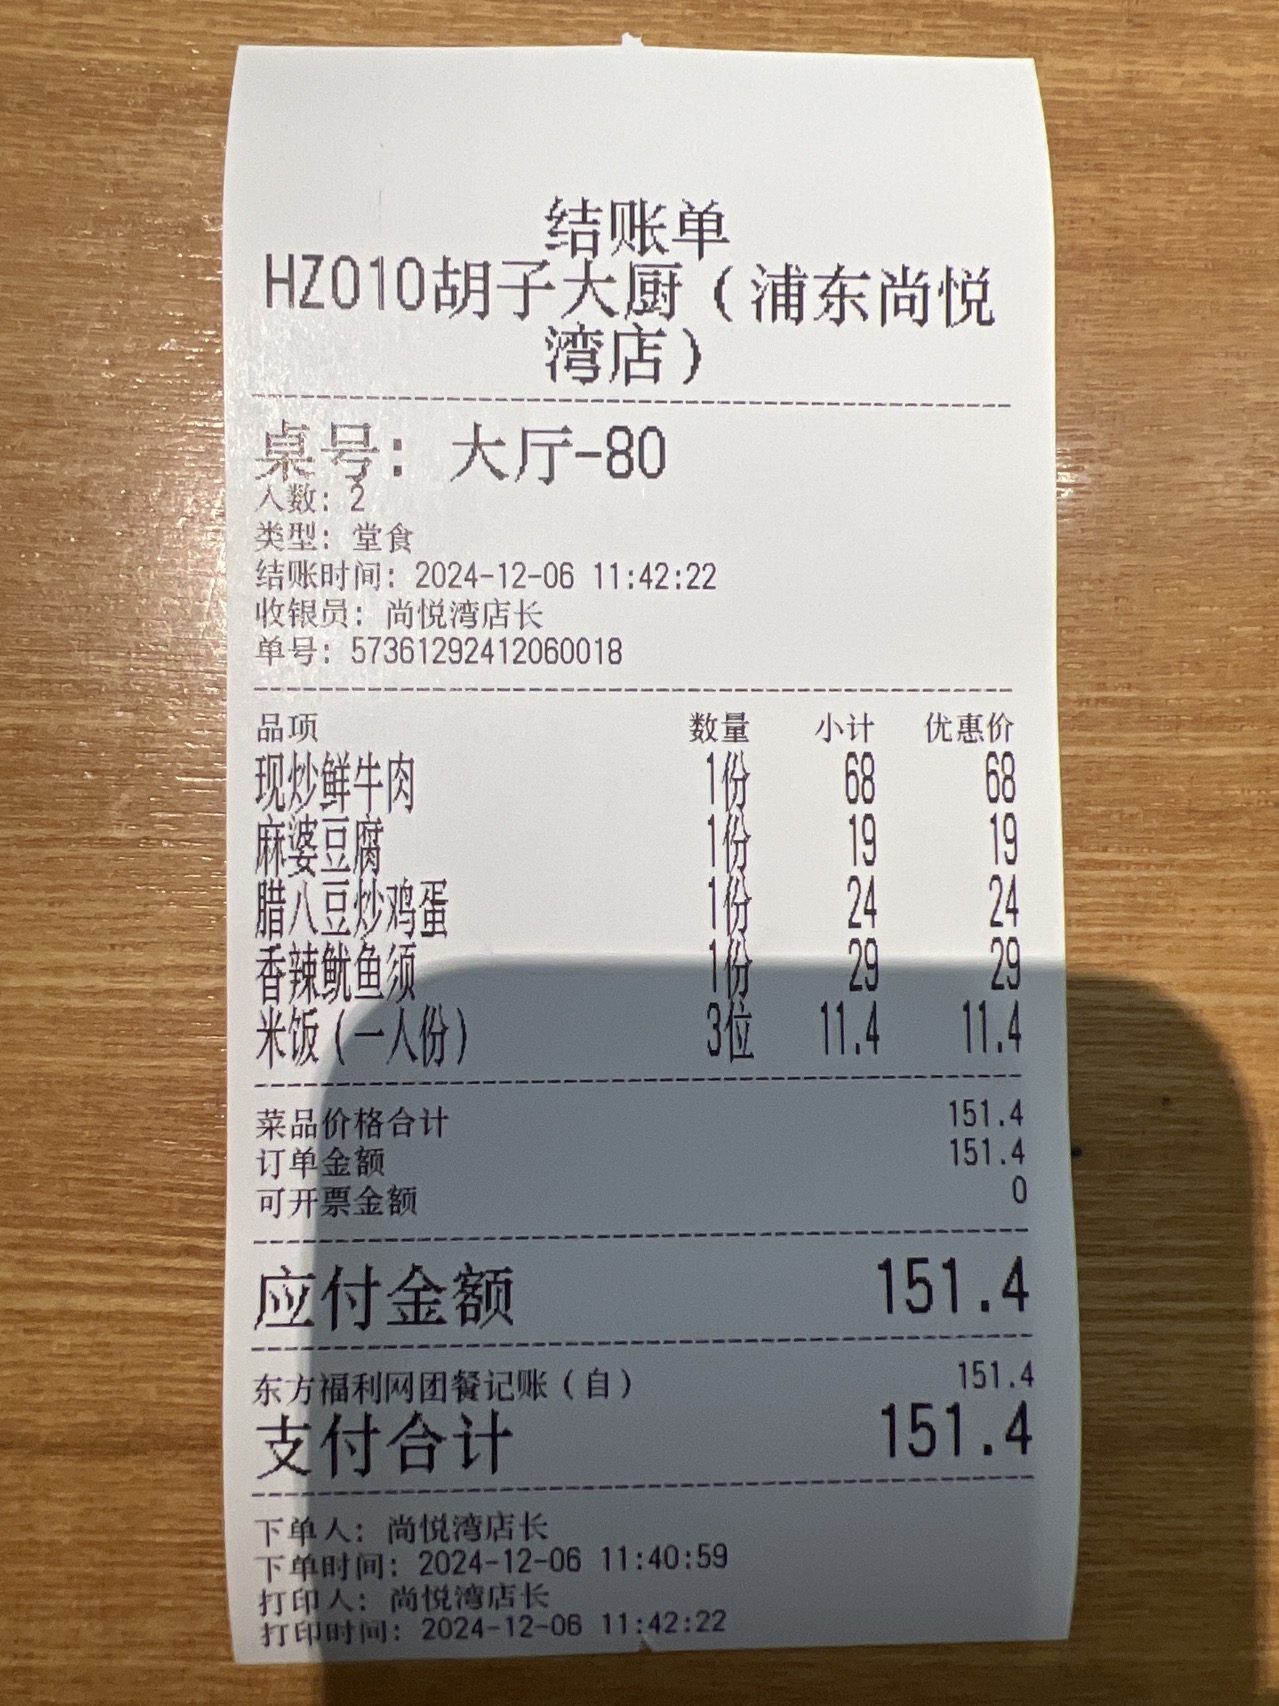 结账单
HZ010胡子大厨（浦东尚悦
湾店）
桌号：大厅-80
人数：2
类型：堂食
结账时间：2024-12-06 11:42:22
收银员：尚悦湾店长
单号：57361292412060018
品项 数量 小计 优惠价
现炒鲜牛肉 1份 68 68
麻婆豆腐 1份 19 19
腊八豆炒鸡蛋 1份 24 24
香辣鱿鱼须 1份 29 29
米饭（一人份） 3位 11.4 11.4
菜品价格合计 151.4
订单金额 151.4
可开票金额 0
应付金额 151.4
东方福利网团餐记账（自） 151.4
支付合计 151.4
下单人：尚悦湾店长
下单时间：2024-12-06 11:40:59
打印人：尚悦湾店长
打印时间：2024-12-06 11:42:22